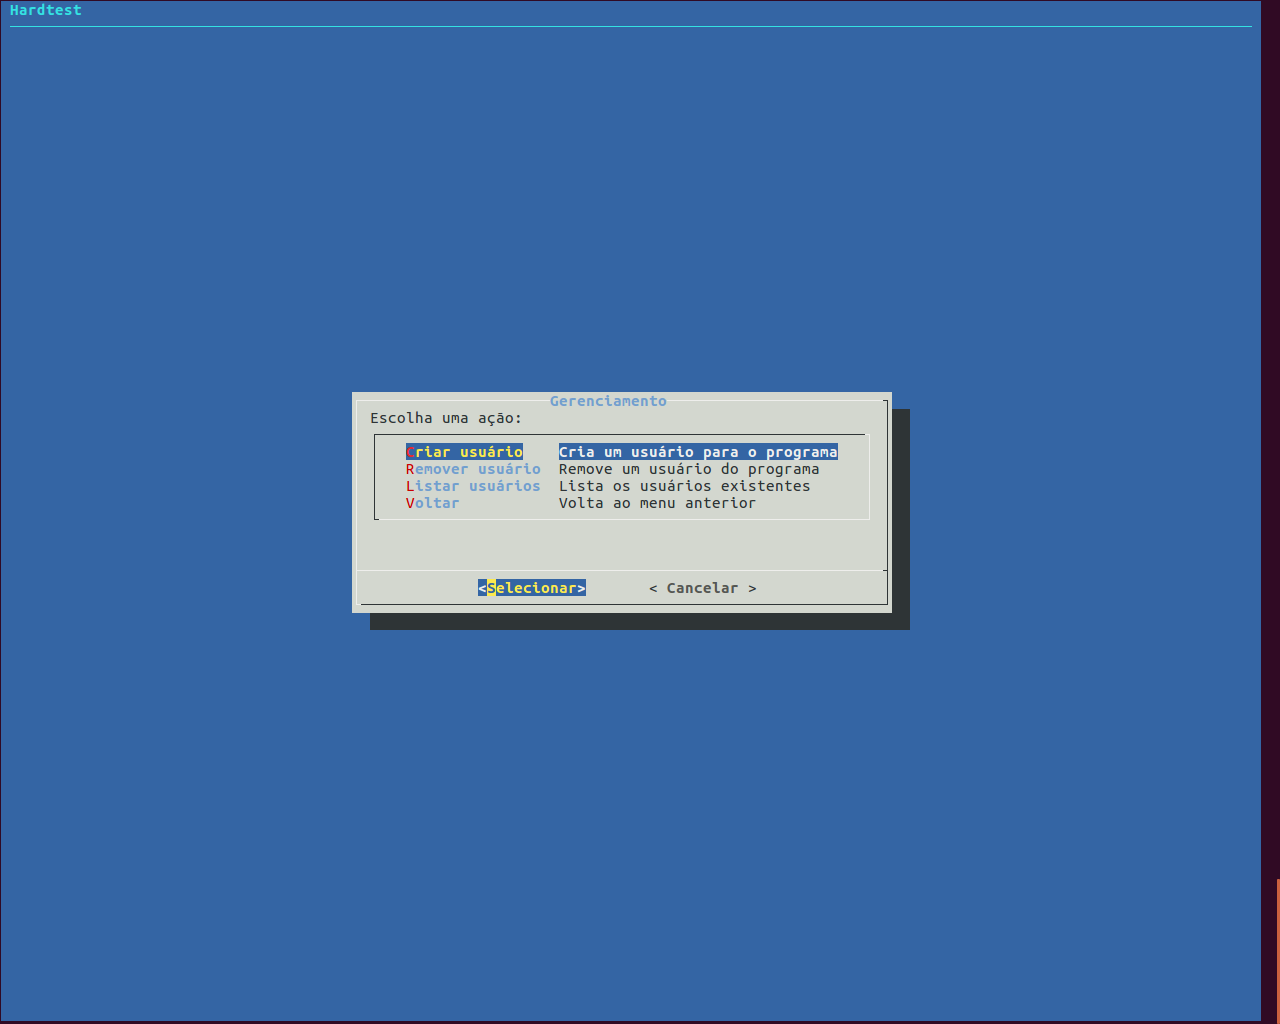 Hardtest
Gerenciamento
Escolha uma ação:
Criar usuário Cria um usuário para o programa
Remover usuário Remove um usuário do programa
Listar usuários Lista os usuários existentes
Voltar Volta ao menu anterior
<Selecionar> < Cancelar >